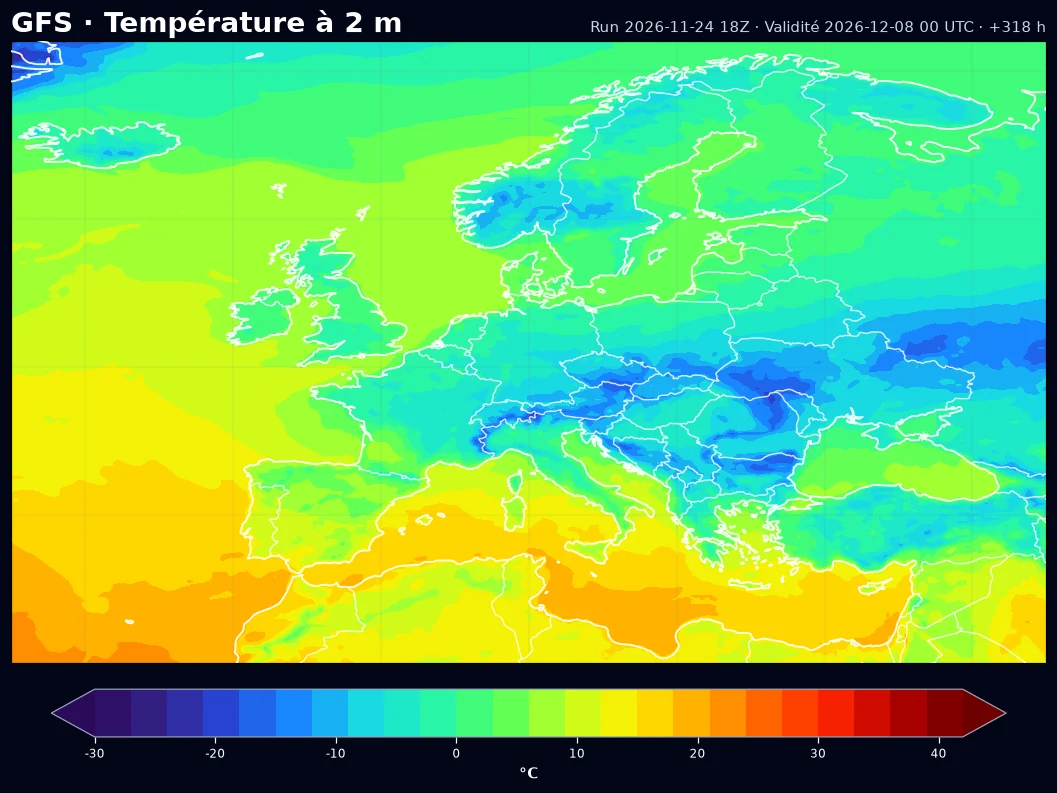 GFS · Température à 2 m
Run 2026-11-24 18Z · Validité 2026-12-08 00 UTC · +318 h
-30 -20 -10 0 10 20 30 40
°C